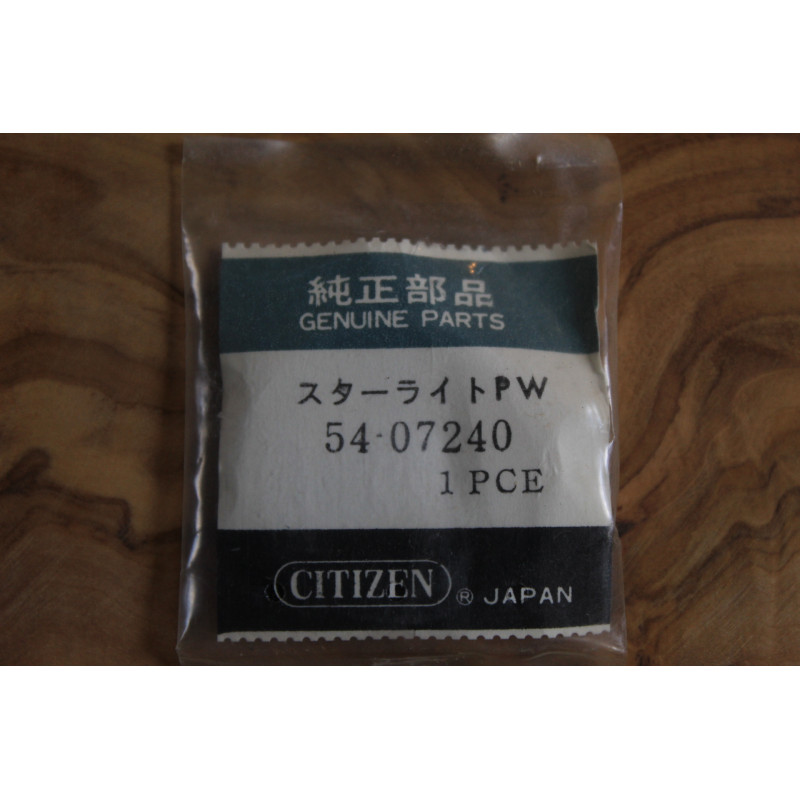 純正部品
GENUINE PARTS
スターライトPW
54-07240
1 PCE
CITIZEN ® JAPAN